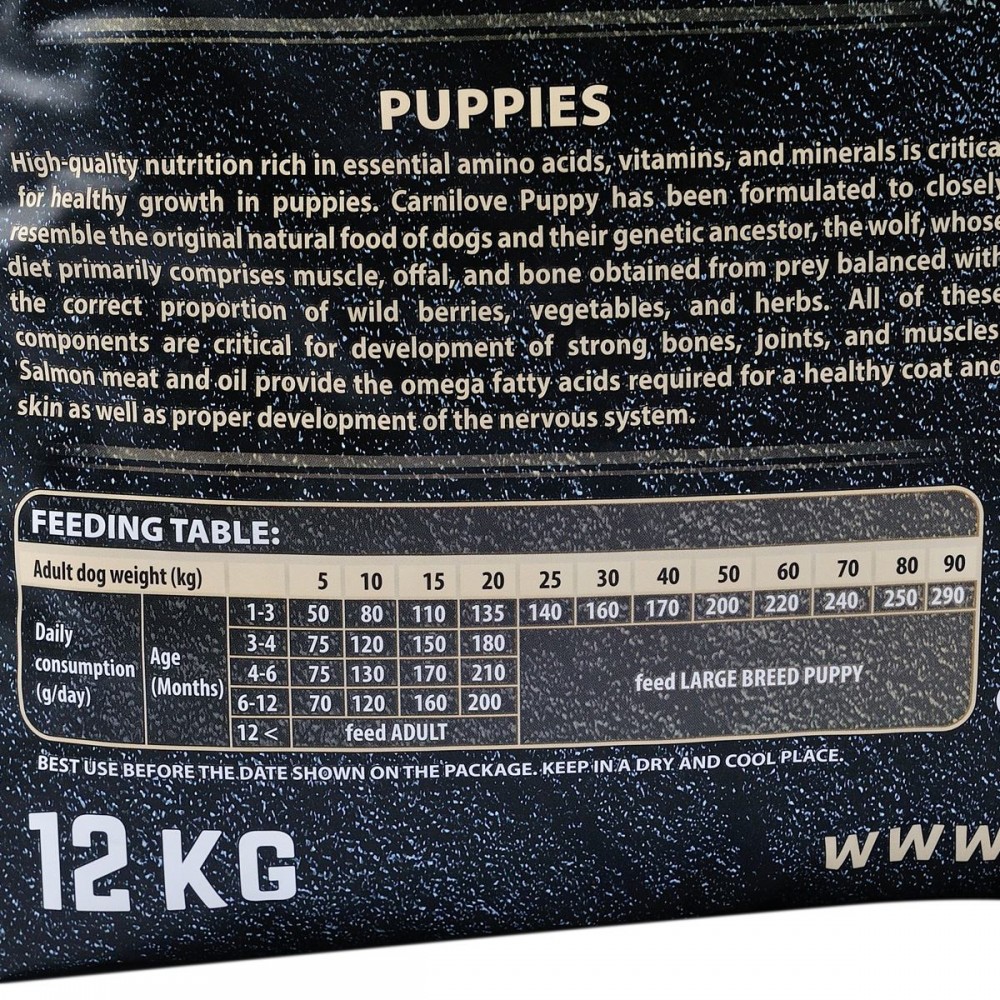 PUPPIES
High-quality nutrition rich in essential amino acids, vitamins, and minerals is critica
for healthy growth in puppies. Carnilove Puppy has been formulated to closely
resemble the original natural food of dogs and their genetic ancestor, the wolf, whose
diet primarily comprises muscle, offal, and bone obtained from prey balanced with
the correct proportion of wild berries, vegetables, and herbs. All of these
components are critical for development of strong bones, joints, and muscles.
Salmon meat and oil provide the omega fatty acids required for a healthy coat and
skin as well as proper development of the nervous system.
FEEDING TABLE:
Adult dog weight (kg) 5 10 15 20 25 30 40 50 60 70 80 90
Daily consumption (g/day) Age (Months) 1-3 50 80 110 135 140 160 170 200 220 240 250 290
3-4 75 120 150 180 feed LARGE BREED PUPPY
4-6 75 130 170 210
6-12 70 120 160 200
12 < feed ADULT
BEST USE BEFORE THE DATE SHOWN ON THE PACKAGE. KEEP IN A DRY AND COOL PLACE.
12 KG
www